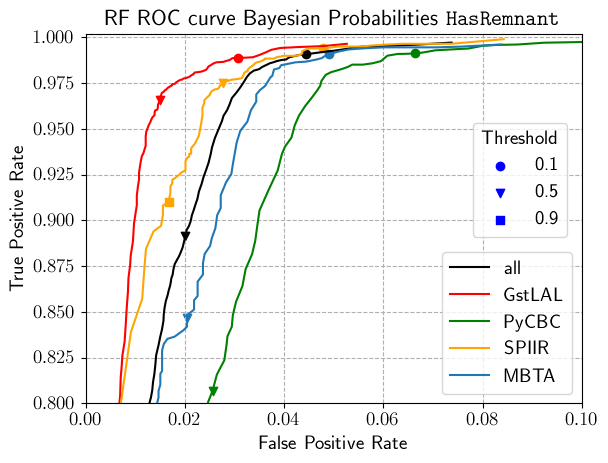 RF ROC curve Bayesian Probabilities HasRemnant
True Positive Rate
1.000
0.975
0.950
0.925
0.900
0.875
0.850
0.825
0.800
Threshold
0.1
0.5
0.9
all
GstLAL
PyCBC
SPIIR
MBTA
0.00 0.02 0.04 0.06 0.08 0.10
False Positive Rate